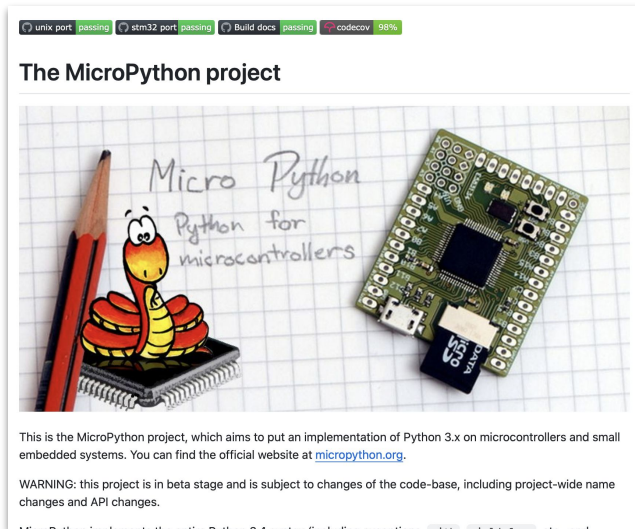 unix port passing stm32 port passing Build docs passing codecov 98%
The MicroPython project
Micro Python
Python for
microcontrollers
DATA
Micro
SD
This is the MicroPython project, which aims to put an implementation of Python 3.x on microcontrollers and small
embedded systems. You can find the official website at micropython.org.
WARNING: this project is in beta stage and is subject to changes of the code-base, including project-wide name
changes and API changes.